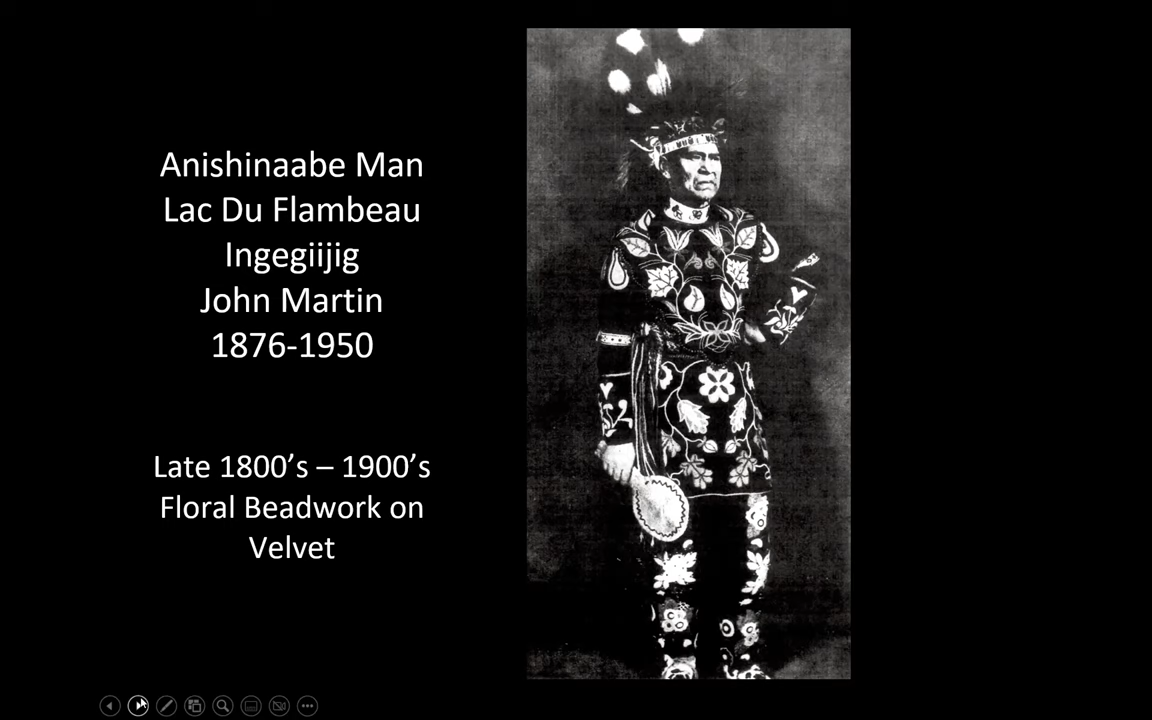 Anishinaabe Man
Lac Du Flambeau
Ingegiijig
John Martin
1876-1950
Late 1800’s – 1900’s
Floral Beadwork on
Velvet